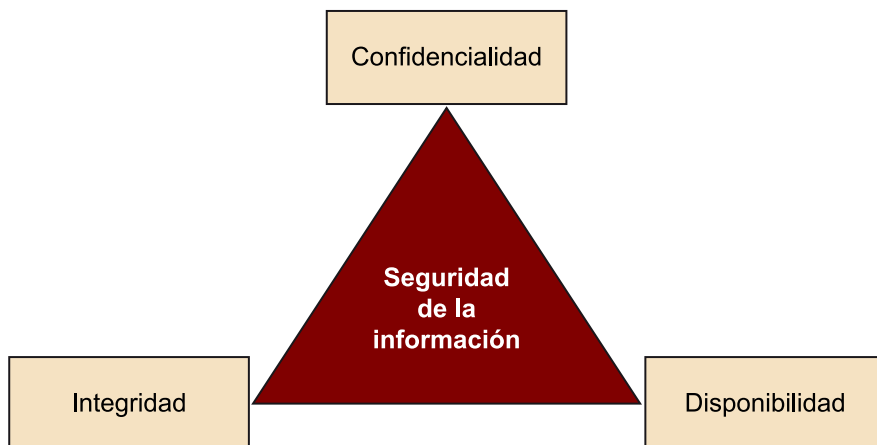 Confidencialidad
Seguridad
de la
información
Integridad
Disponibilidad